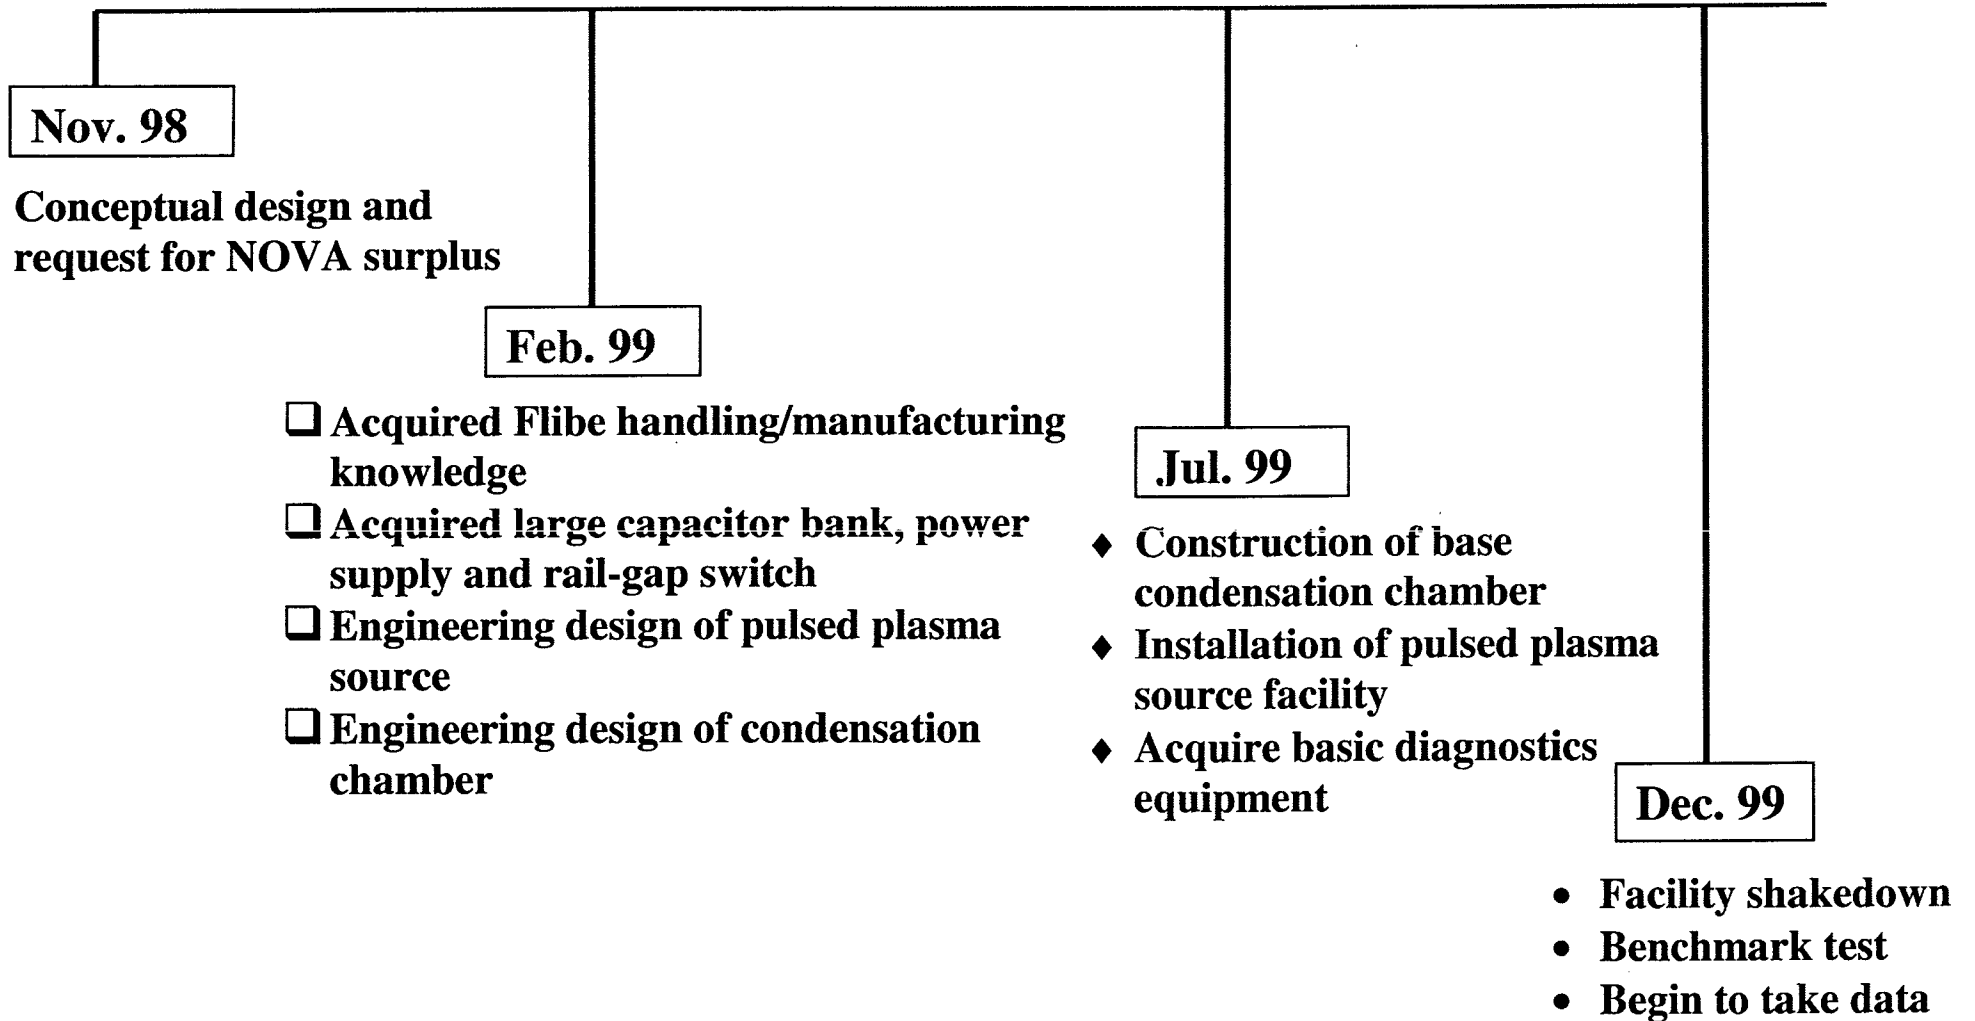 Nov. 98
Conceptual design and
request for NOVA surplus
Feb. 99
❑ Acquired Flibe handling/manufacturing
knowledge
❑ Acquired large capacitor bank, power
supply and rail-gap switch
❑ Engineering design of pulsed plasma
source
❑ Engineering design of condensation
chamber
Jul. 99
♦ Construction of base
condensation chamber
♦ Installation of pulsed plasma
source facility
♦ Acquire basic diagnostics
equipment
Dec. 99
• Facility shakedown
• Benchmark test
• Begin to take data